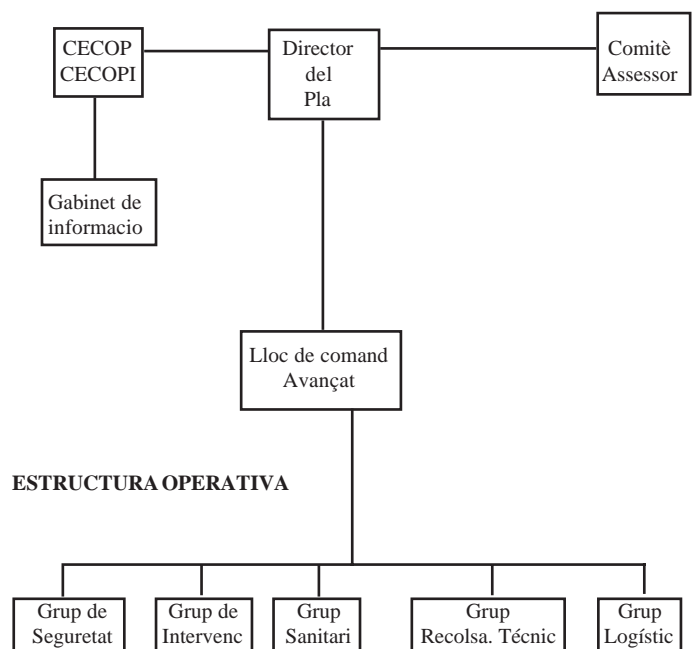 CECOP
CECOPI
Director
del
Pla
Comitè
Assessor
Gabinet de
informacio
Lloc de comand
Avançat
ESTRUCTURA OPERATIVA
Grup de
Seguretat
Grup de
Intervenc
Grup
Sanitari
Grup
Recolsa. Técnic
Grup
Logístic